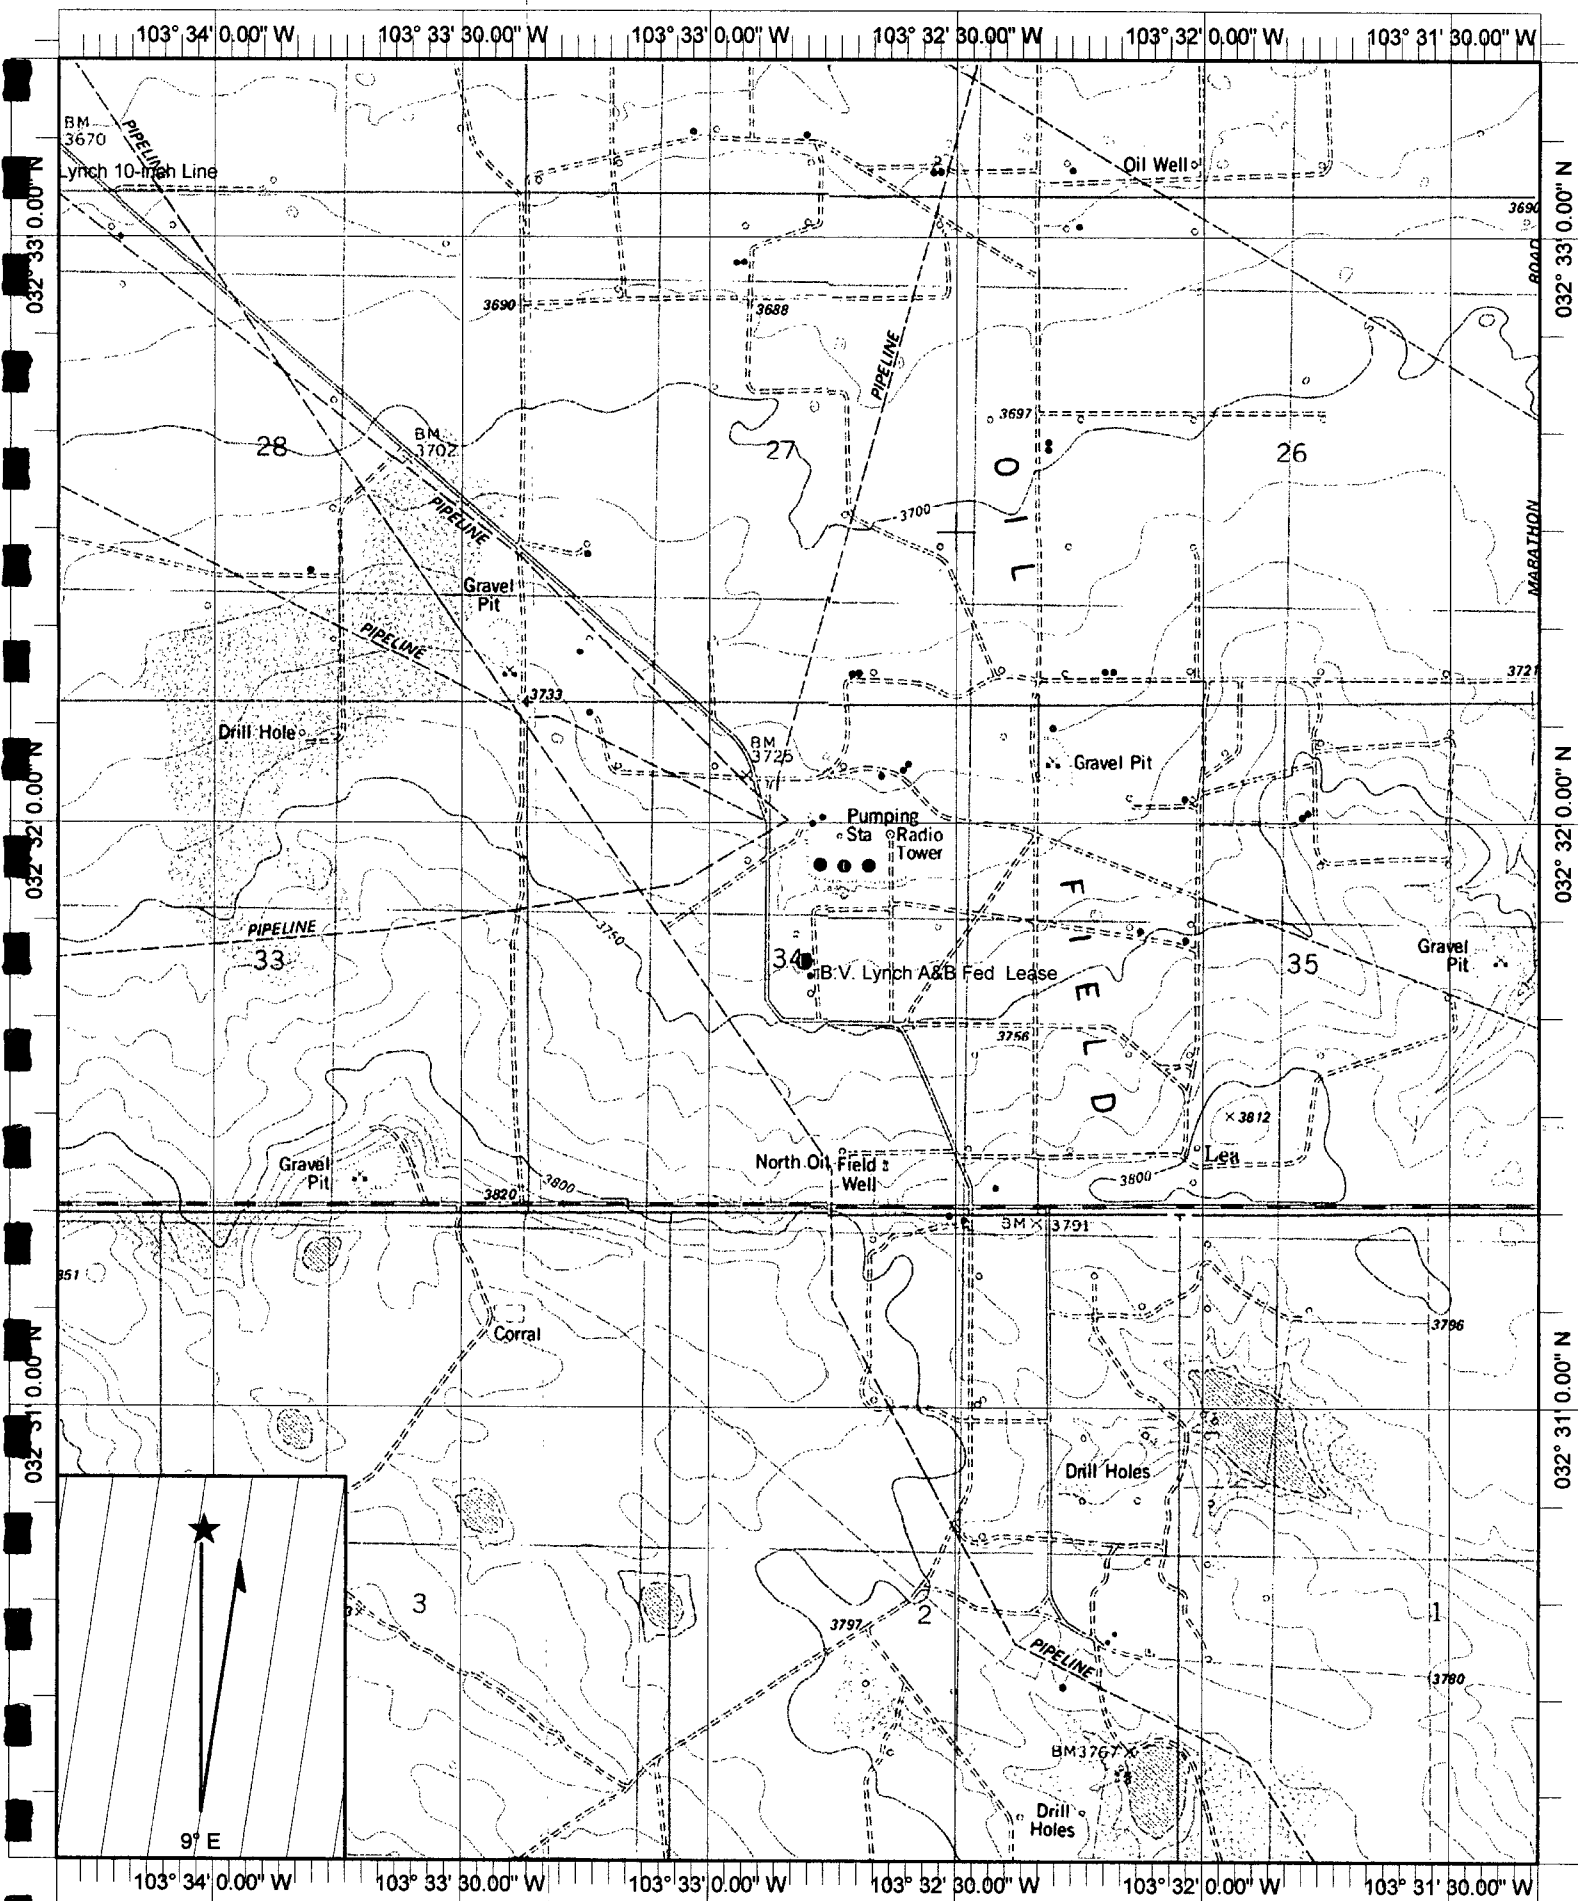 103° 34' 0.00" W 103° 33' 30.00" W 103° 33' 0.00" W 103° 32' 30.00" W 103° 32' 0.00" W 103° 31' 30.00" W
BM
3670
PIPELINE
Lynch 10-inch Line
Oil Well
032° 33' 0.00" N
3690
032° 33' 0.00" N
ROAD
3690
3688
PIPELINE
3697
28
BM
3702
27
26
OIL
PIPELINE
3700
MARATHON
Gravel
Pit
PIPELINE
3721
3733
Drill Hole
BM
3725
Gravel Pit
032° 32' 0.00" N
Pumping
Sta
Radio
Tower
032° 32' 0.00" N
FIELD
PIPELINE
3750
33
34
B.V. Lynch A&B Fed Lease
35
Gravel
Pit
3756
×3812
Gravel
Pit
North Oil Field
Well
Lea
3820
3800
3800
BM × 3791
351
Corral
3796
032° 31' 0.00" N
032° 31' 0.00" N
Drill Holes
3
3797
2
1
PIPELINE
3780
BM3767×
Drill
Holes
9° E
103° 34' 0.00" W 103° 33' 30.00" W 103° 33' 0.00" W 103° 32' 30.00" W 103° 32' 0.00" W 103° 31' 30.00" W